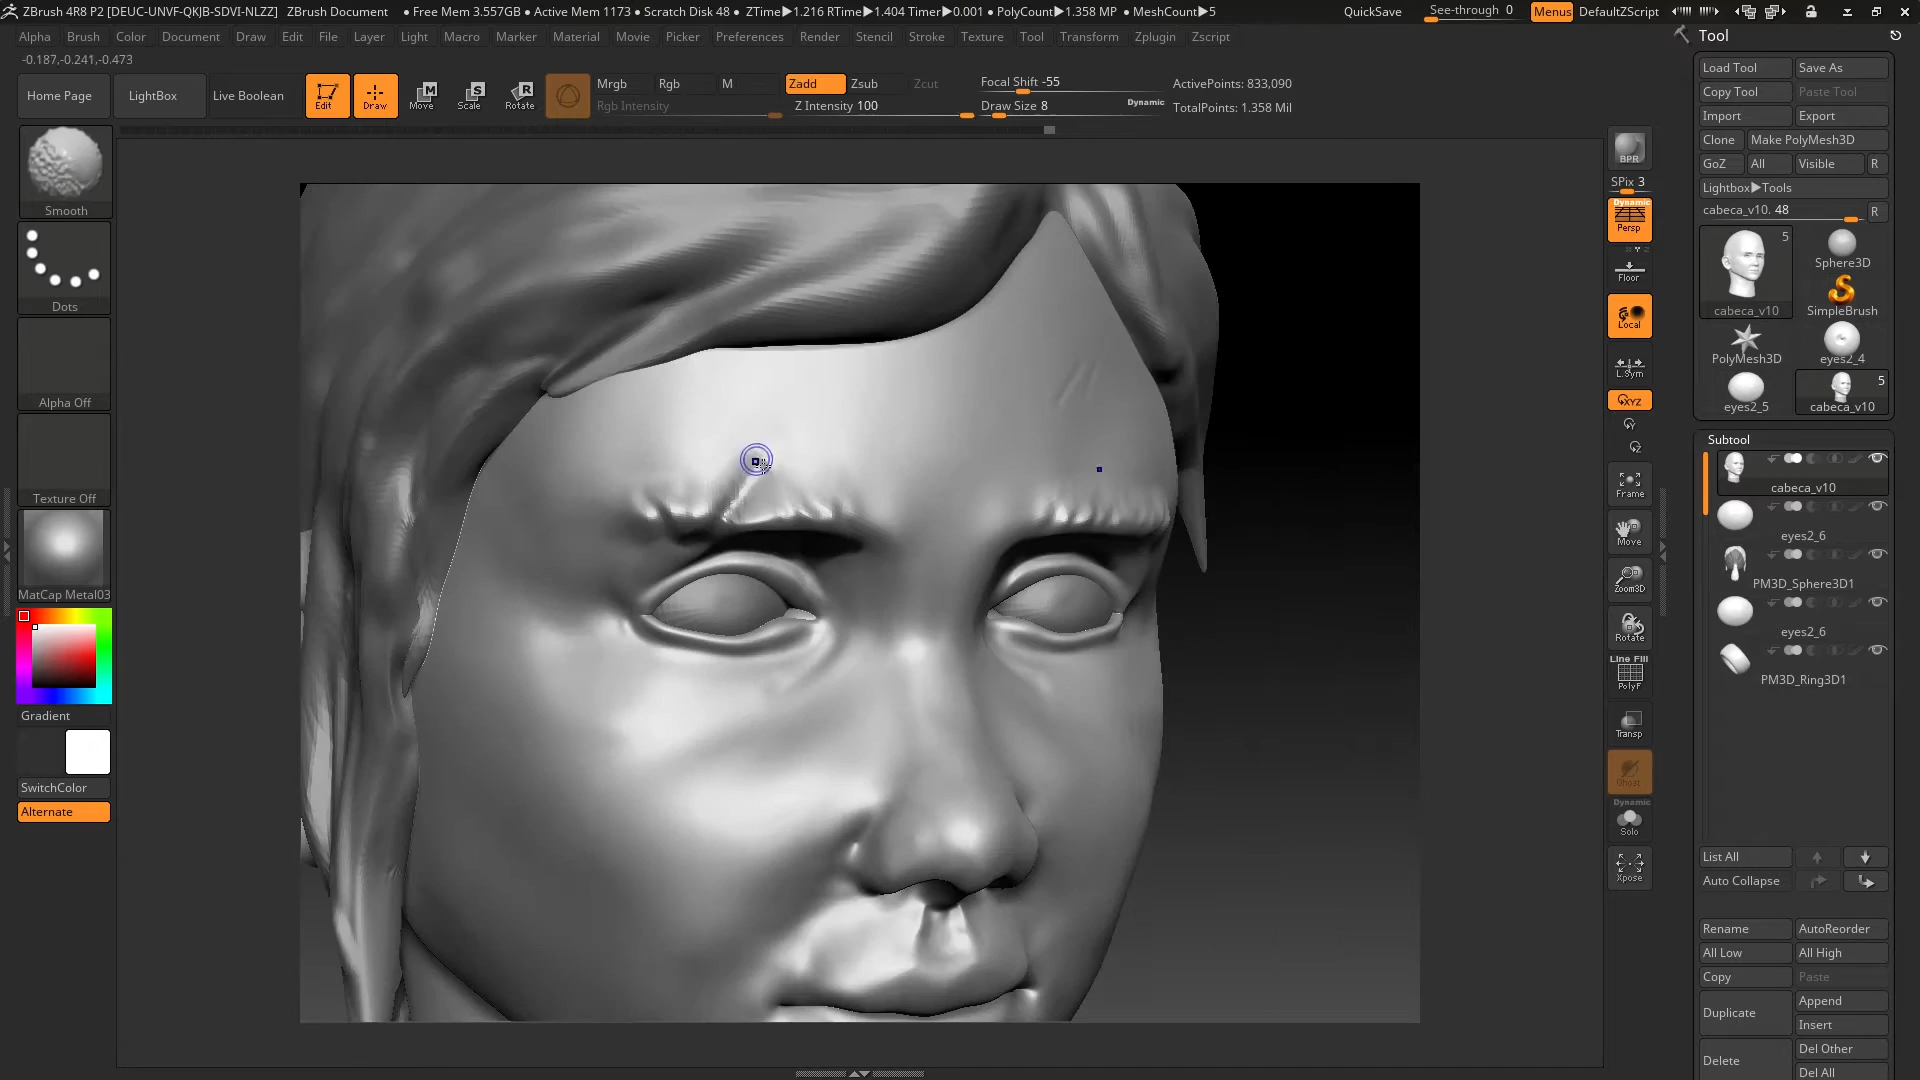 ZBrush 4R8 P2 [DEUC-UNVF-QKJB-SDVI-NLZZ] ZBrush Document • Free Mem 3.557GB • Active Mem 1173 • Scratch Disk 48 • ZTime▶1.216 RTime▶1.404 Timer▶0.001 • PolyCount▶1.358 MP • MeshCount▶5 QuickSave See-through 0 Menus DefaultZScript
Alpha Brush Color Document Draw Edit File Layer Light Macro Marker Material Movie Picker Preferences Render Stencil Stroke Texture Tool Transform Zplugin Zscript
-0.187,-0.241,-0.473
Home Page LightBox Live Boolean Edit Draw Move Scale Rotate
Mrgb Rgb M Zadd Zsub Zcut
Rgb Intensity Z Intensity 100
Focal Shift -55
Draw Size 8 Dynamic
ActivePoints: 833,090
TotalPoints: 1.358 Mil
Smooth
Dots
Alpha Off
Texture Off
MatCap Metal03
Gradient
SwitchColor
Alternate
BPR
SPix 3
Dynamic
Persp
Floor
Local
L.Sym
XYZ
Frame
Move
Zoom3D
Rotate
Line Fill
PolyF
Transp
Ghost
Dynamic
Solo
Xpose
Tool
Load Tool Save As
Copy Tool Paste Tool
Import Export
Clone Make PolyMesh3D
GoZ All Visible R
Lightbox▶Tools
cabeca_v10. 48 R
5
Sphere3D
cabeca_v10 SimpleBrush
PolyMesh3D eyes2_4
5
eyes2_5 cabeca_v10
Subtool
cabeca_v10
eyes2_6
PM3D_Sphere3D1
eyes2_6
PM3D_Ring3D1
List All
Auto Collapse
Rename AutoReorder
All Low All High
Copy Paste
Duplicate Append
Insert
Delete Del Other
Del All